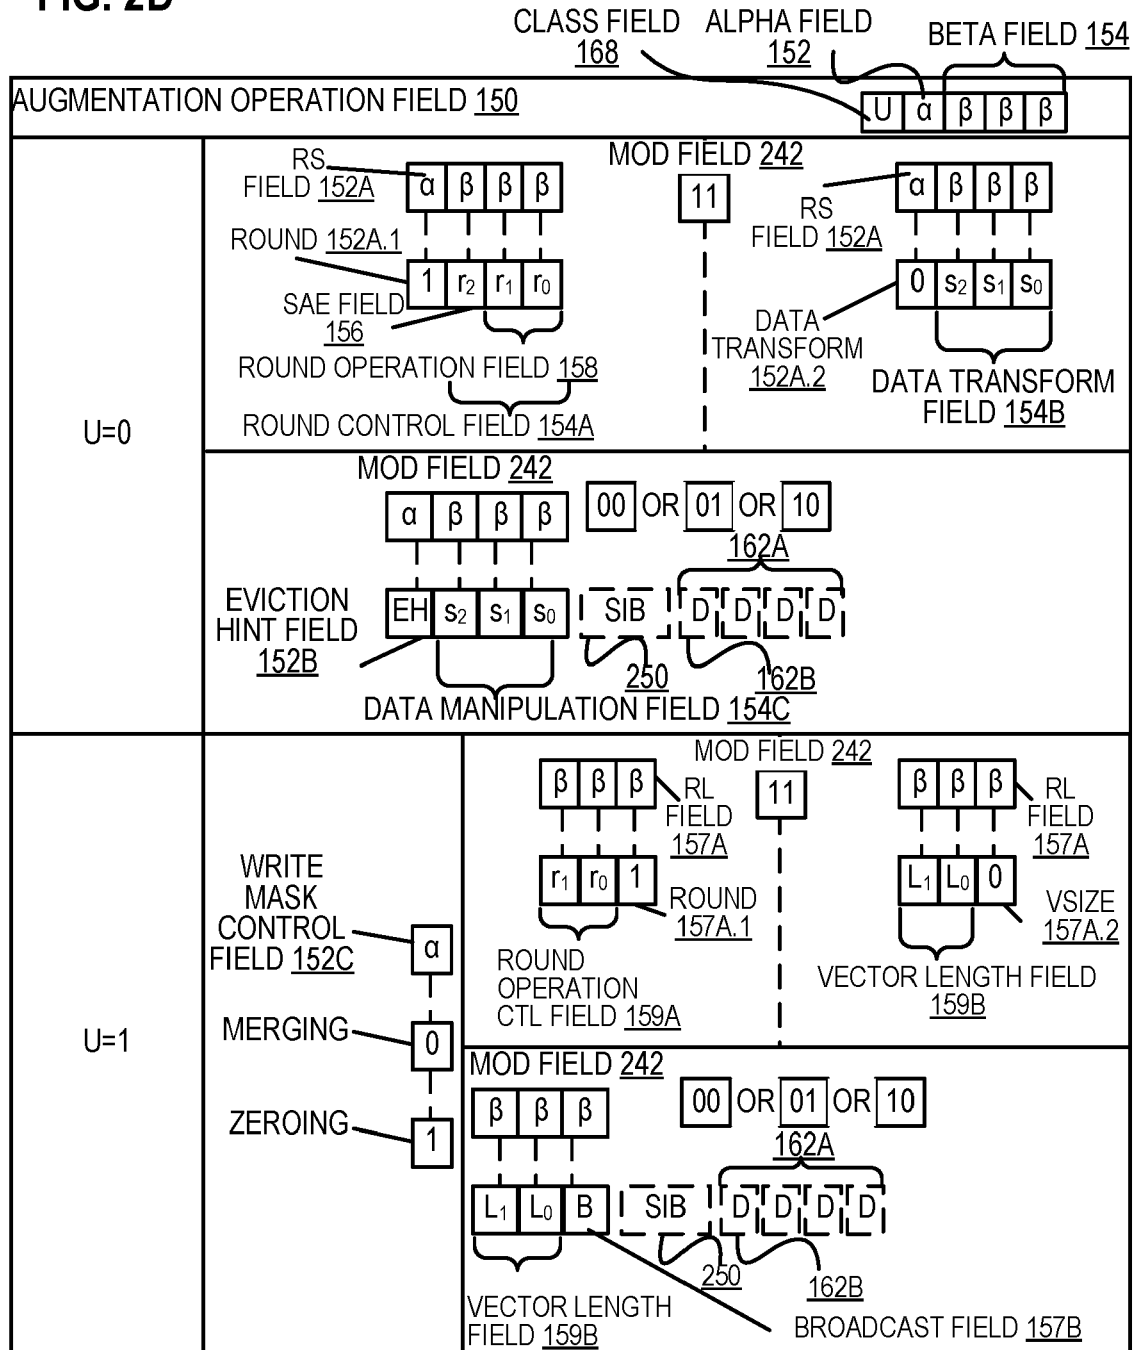 FIG. 2D
CLASS FIELD
168
ALPHA FIELD
152
BETA FIELD 154
AUGMENTATION OPERATION FIELD 150
U α β β β
U=0
RS
FIELD 152A
α β β β
ROUND 152A.1
1 r2 r1 r0
SAE FIELD
156
ROUND OPERATION FIELD 158
ROUND CONTROL FIELD 154A
MOD FIELD 242
11
α β β β
RS
FIELD 152A
0 s2 s1 s0
DATA
TRANSFORM
152A.2
DATA TRANSFORM
FIELD 154B
MOD FIELD 242
α β β β
00 OR 01 OR 10
162A
EVICTION
HINT FIELD
152B
EH s2 s1 s0
SIB D D D D
250
162B
DATA MANIPULATION FIELD 154C
U=1
WRITE
MASK
CONTROL
FIELD 152C
α
MERGING
0
ZEROING
1
MOD FIELD 242
11
β β β
RL
FIELD
157A
r1 r0 1
ROUND
157A.1
ROUND
OPERATION
CTL FIELD 159A
β β β
RL
FIELD
157A
L1 L0 0
VSIZE
157A.2
VECTOR LENGTH FIELD
159B
MOD FIELD 242
β β β
00 OR 01 OR 10
162A
L1 L0 B
SIB D D D D
250
162B
VECTOR LENGTH
FIELD 159B
BROADCAST FIELD 157B